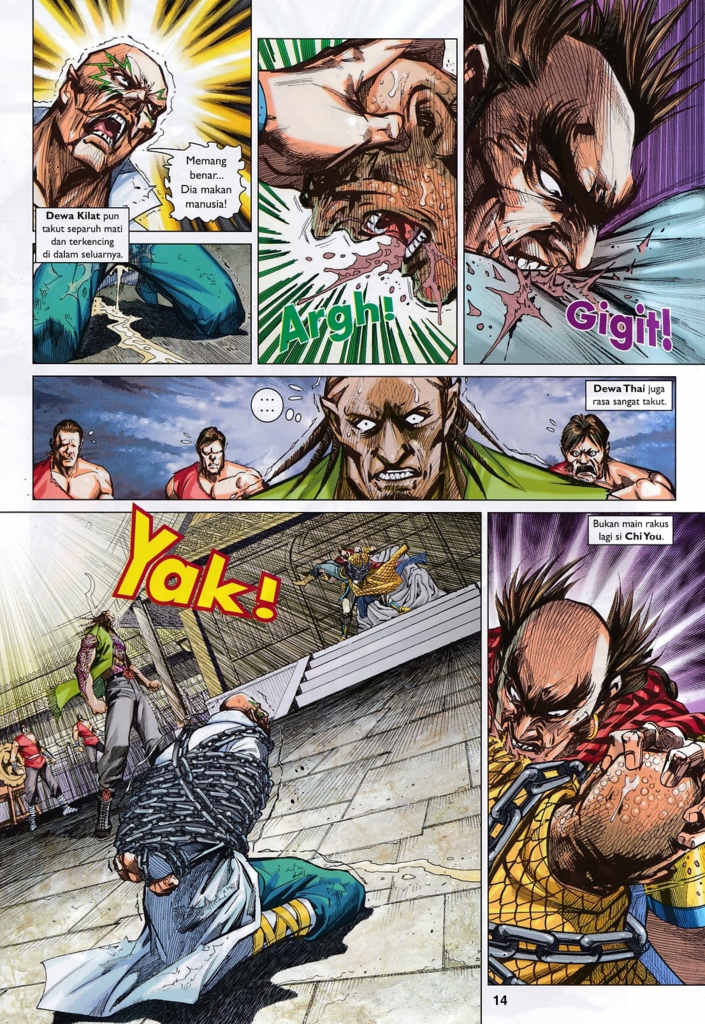 Memang
benar...
Dia makan
manusia!
Dewa Kilat pun
takut separuh mati
dan terkencing
di dalam seluarnya.
Argh!
Gigit!
...
...
Dewa Thai juga
rasa sangat takut.
Yak!
Bukan main rakus
lagi si Chi You.
14